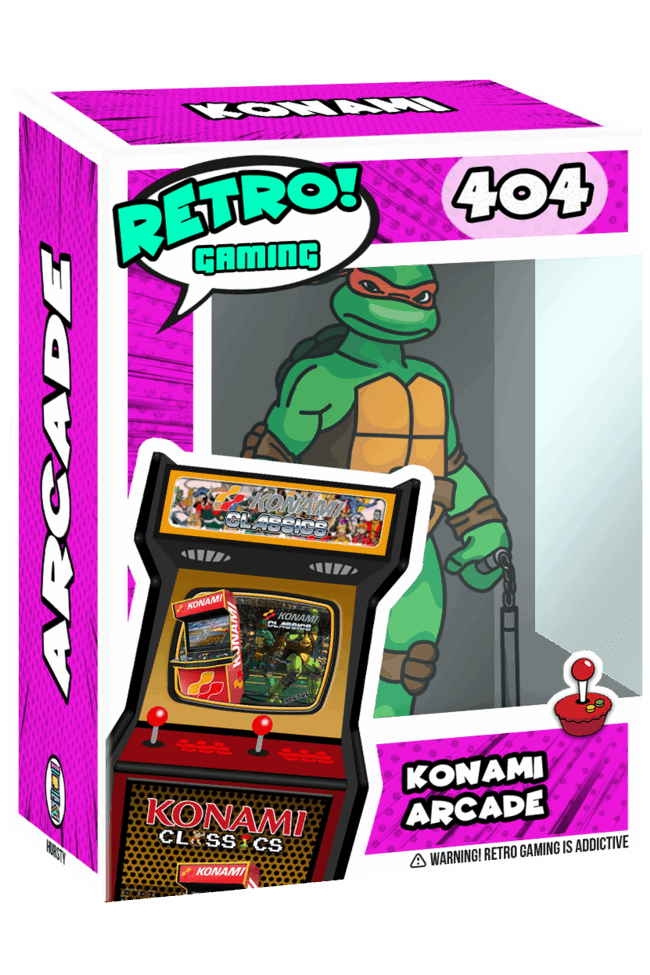 KONAMI
RETRO!
GAMING
404
ARCADE
KONAMI
CLASSICS
KONAMI
KONAMI
CLASSICS
KONAMI
KONAMI
CLASSICS
KONAMI
KONAMI
ARCADE
WARNING! RETRO GAMING IS ADDICTIVE
HURSTY